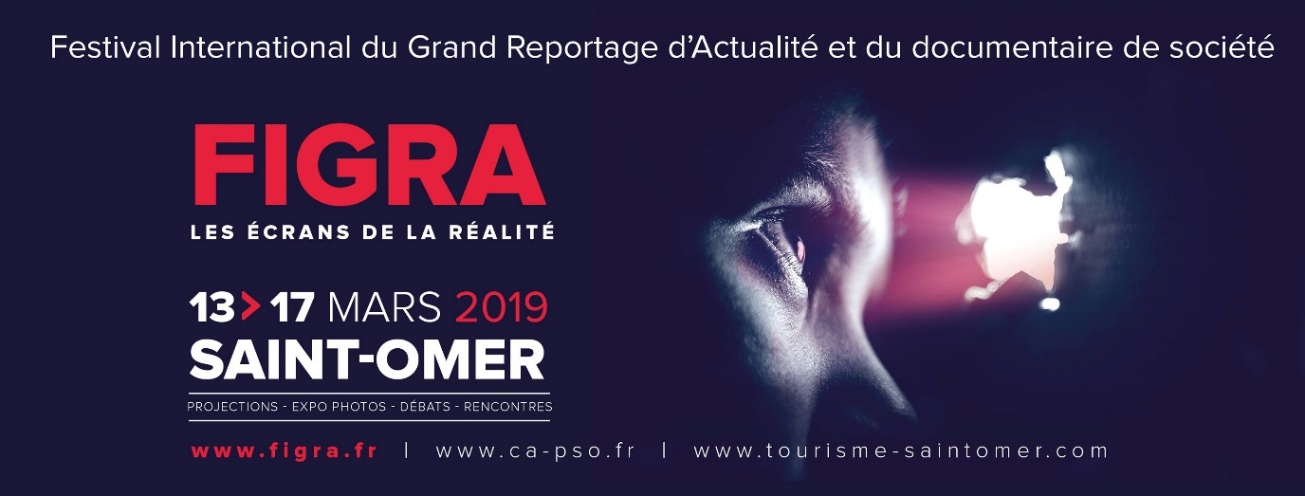 Festival International du Grand Reportage d'Actualité et du documentaire de société
FIGRA
LES ÉCRANS DE LA RÉALITÉ
13 > 17 MARS 2019
SAINT-OMER
PROJECTIONS - EXPO PHOTOS - DÉBATS - RENCONTRES
www.figra.fr | www.ca-pso.fr | www.tourisme-saintomer.com